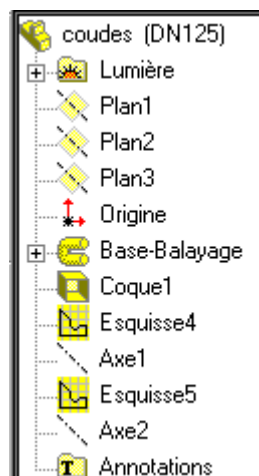 coudes (DN125)
Lumière
Plan1
Plan2
Plan3
Origine
Base-Balayage
Coque1
Esquisse4
Axe1
Esquisse5
Axe2
Annotations